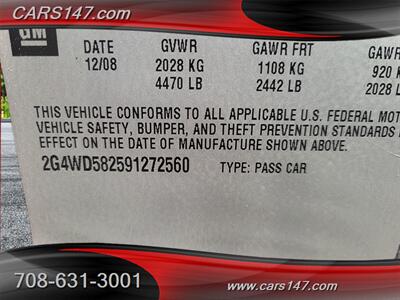 CARS147.com
GM
DATE GVWR GAWR FRT GAWR
12/08 2028 KG 1108 KG 920 K
4470 LB 2442 LB 2028 L
THIS VEHICLE CONFORMS TO ALL APPLICABLE U.S. FEDERAL MOT
VEHICLE SAFETY, BUMPER, AND THEFT PREVENTION STANDARDS
EFFECT ON THE DATE OF MANUFACTURE SHOWN ABOVE.
2G4WD582591272560 TYPE: PASS CAR
708-631-3001
www.cars147.com